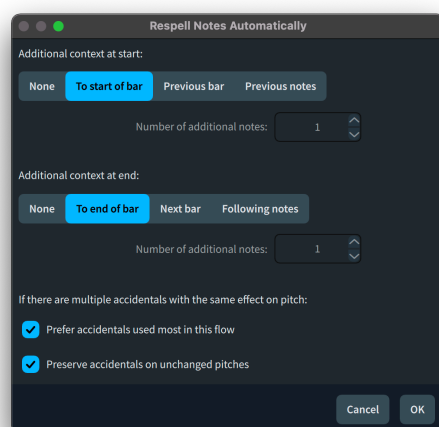 Respell Notes Automatically
Additional context at start:
None To start of bar Previous bar Previous notes
Number of additional notes: 1
Additional context at end:
None To end of bar Next bar Following notes
Number of additional notes: 1
If there are multiple accidentals with the same effect on pitch:
Prefer accidentals used most in this flow
Preserve accidentals on unchanged pitches
Cancel OK